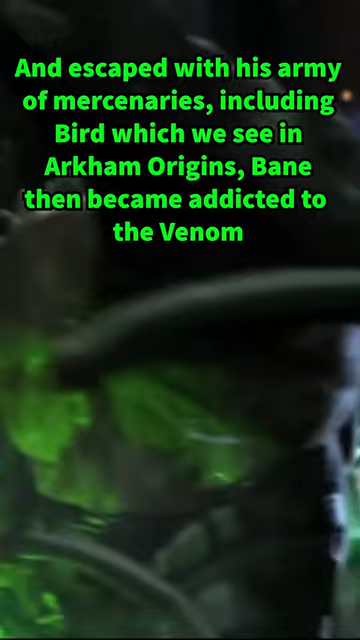 And escaped with his army
of mercenaries, including
Bird which we see in
Arkham Origins, Bane
then became addicted to
the Venom